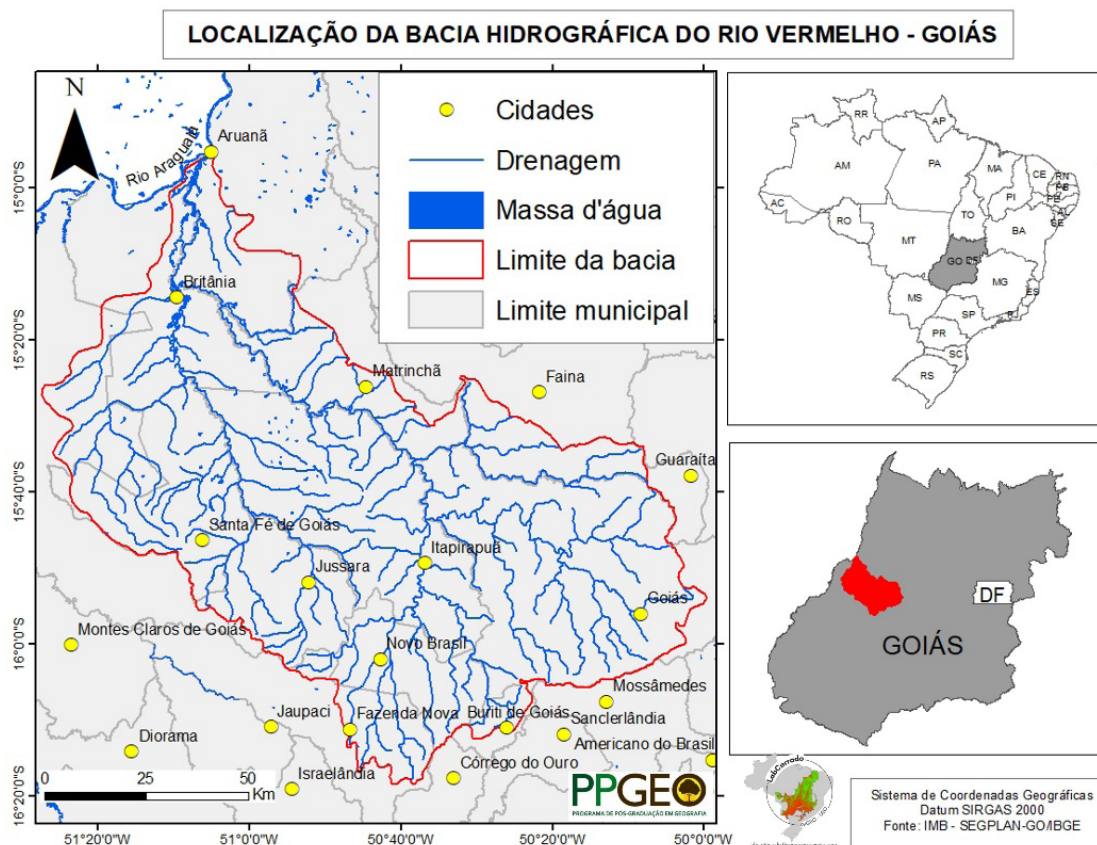 LOCALIZAÇÃO DA BACIA HIDROGRÁFICA DO RIO VERMELHO - GOIÁS
N
Cidades
Drenagem
Massa d'água
Limite da bacia
Limite municipal
Aruanã
Rio Araguaia
Britânia
Matrinchã
Faina
Guaraíta
Santa Fé de Goiás
Itapirapuã
Jussara
Goiás
Montes Claros de Goiás
Novo Brasil
Mossâmedes
Jaupaci
Fazenda Nova
Buriti de Goiás
Sanclerlândia
Diorama
Americano do Brasil
Israelândia
Córrego do Ouro
0 25 50
Km
15°0'0"S
15°20'0"S
15°40'0"S
16°0'0"S
16°20'0"S
51°20'0"W
51°0'0"W
50°40'0"W
50°20'0"W
50°0'0"W
PPGEO
PROGRAMA DE PÓS-GRADUAÇÃO EM GEOGRAFIA
RR
AP
AM
PA
MA
CE
RN
PB
PI
PE
AC
TO
AL
SE
RO
BA
MT
GO
DF
MG
MS
ES
SP
RJ
PR
SC
RS
DF
GOIÁS
LabCerrado
Sistema de Coordenadas Geográficas
Datum SIRGAS 2000
Fonte: IMB - SEGPLAN-GO/IBGE